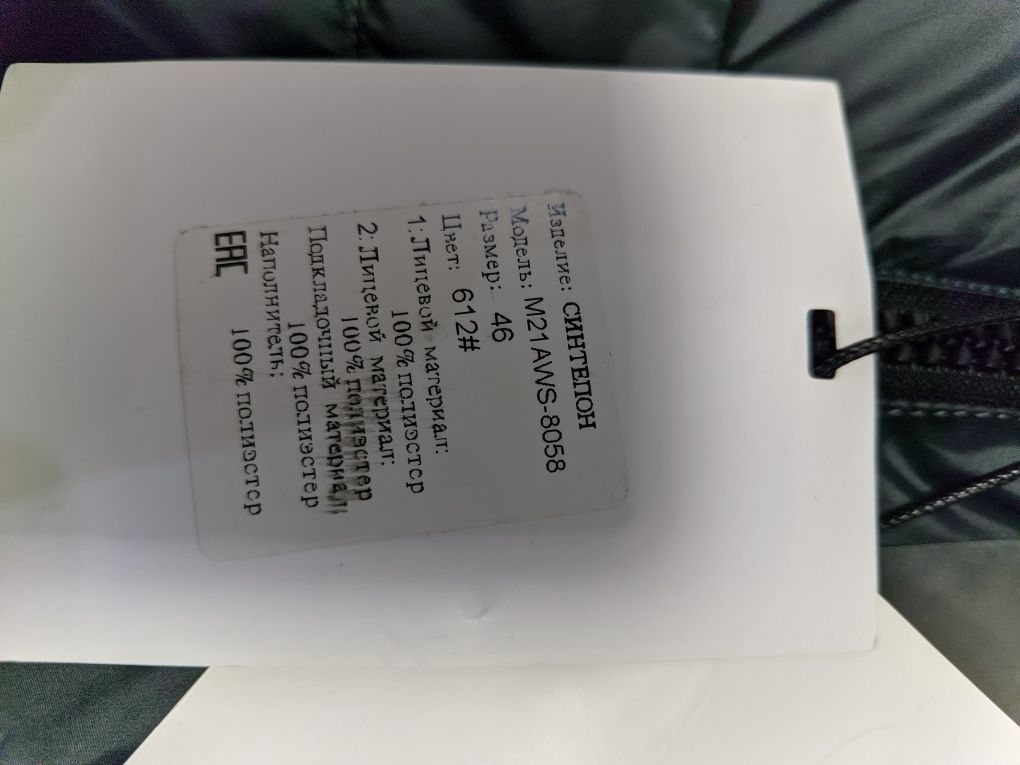 Изделие: СИНТЕПОН
Модель: M21AWS-8058
Размер: 46
Цвет: 612#
1: Лицевой материал:
100% полиэстер
2: Лицевой материал:
100% полиэстер
Подкладочный материал:
100% полиэстер
Наполнитель:
100% полиэстер
EAC